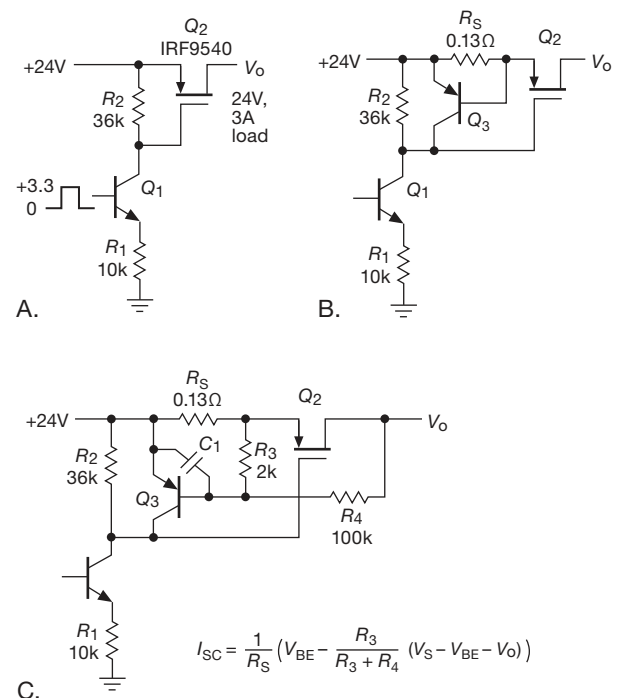 Q2
IRF9540
+24V
Vo
R2
36k
24V,
3A
load
+3.3
0
Q1
R1
10k
A.
RS
0.13Ω
Q2
+24V
Vo
R2
36k
Q3
Q1
R1
10k
B.
RS
0.13Ω
Q2
+24V
Vo
C1
R3
2k
R2
36k
Q3
R4
100k
R1
10k
ISC = 1/RS (VBE – R3/(R3 + R4) (VS – VBE – Vo))
C.